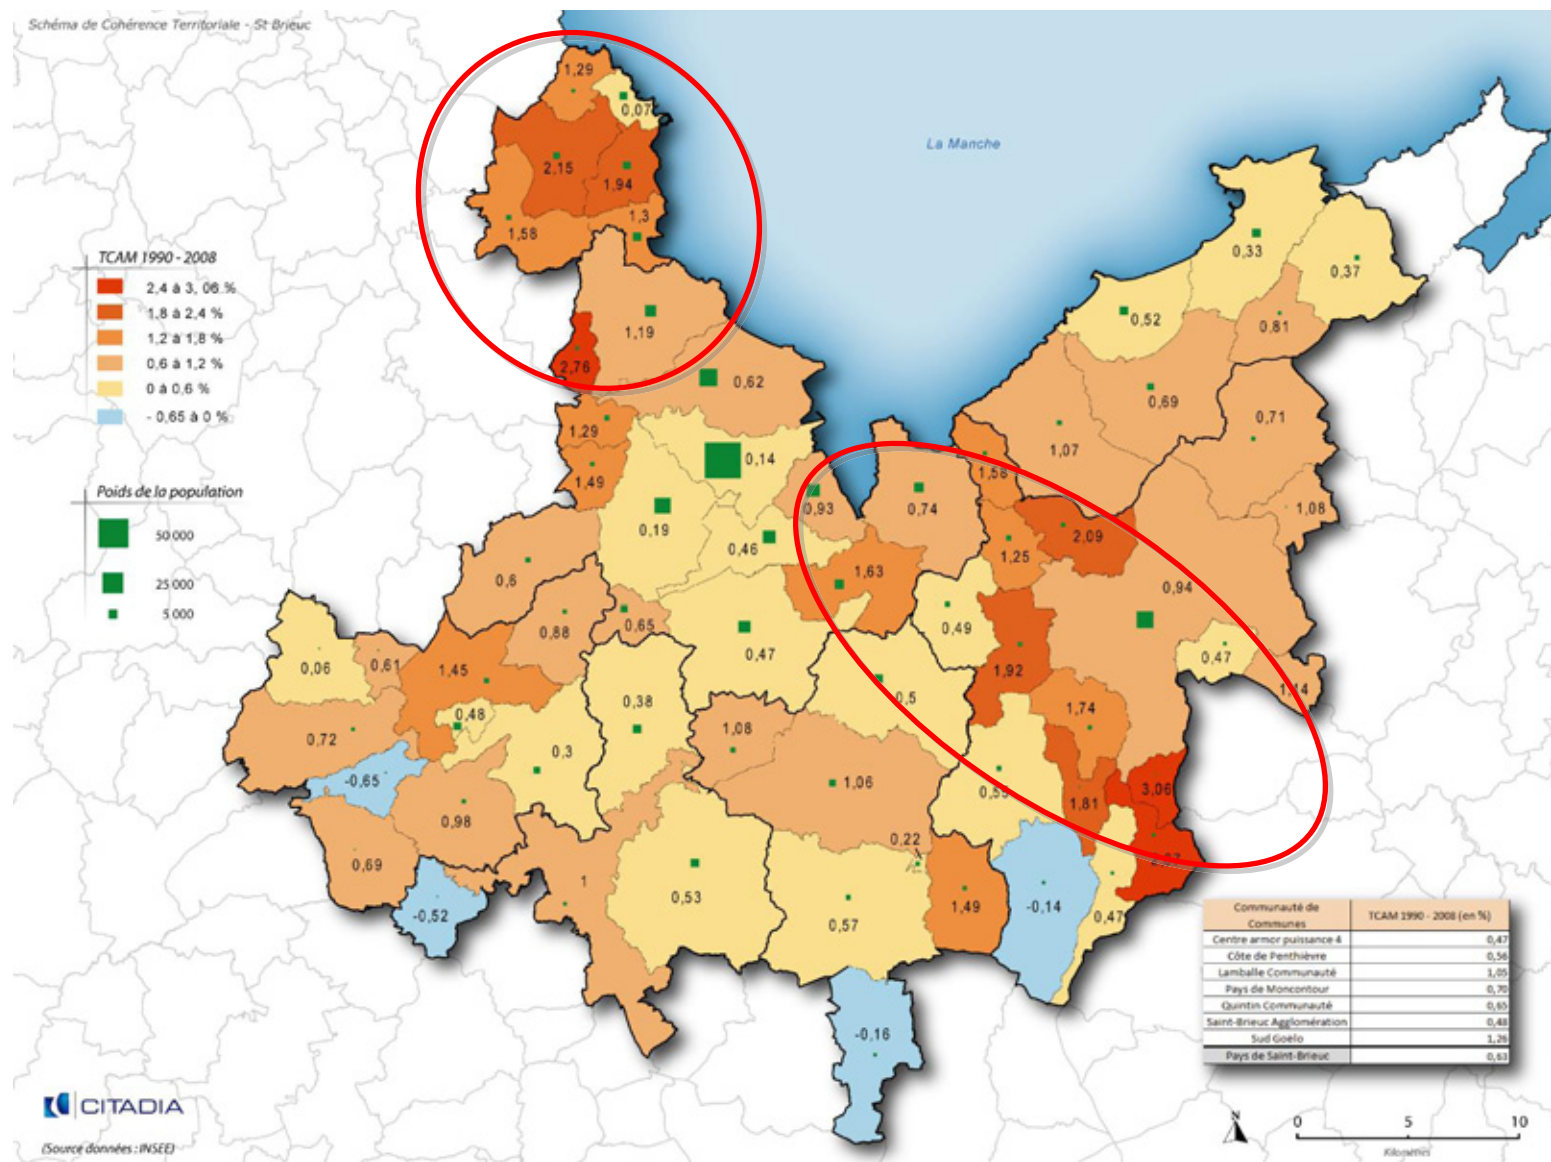 Schéma de Cohérence Territoriale - St Brieuc
La Manche
TCAM 1990 - 2008
2,4 à 3, 06 %
1,8 à 2,4 %
1,2 à 1,8 %
0,6 à 1,2 %
0 à 0,6 %
- 0,65 à 0 %
Poids de la population
50 000
25 000
5 000
1,29
0,07
2,15
1,94
1,3
1,58
1,19
2,76
0,62
1,29
0,14
1,49
0,19
0,46
0,93
0,74
1,63
0,33
0,37
0,52
0,81
0,69
0,71
1,07
1,58
1,08
2,09
1,25
0,94
0,6
0,88
0,65
0,47
0,49
1,92
0,47
1,14
0,06
0,61
1,45
0,38
0,5
1,74
0,48
0,72
0,3
1,08
-0,65
1,06
1,81
3,06
0,98
0,22
0,69
1
0,53
0,57
1,49
-0,14
0,47
-0,52
-0,16
Communauté de Communes
TCAM 1990 - 2008 (en %)
Centre armor puissance 4 0,47
Côte de Penthièvre 0,56
Lamballe Communauté 1,05
Pays de Moncontour 0,70
Quintin Communauté 0,65
Saint-Brieuc Agglomération 0,48
Sud Goëlo 1,26
Pays de Saint-Brieuc 0,63
CITADIA
(Source données : INSEE)
N
0 5 10
Kilomètres